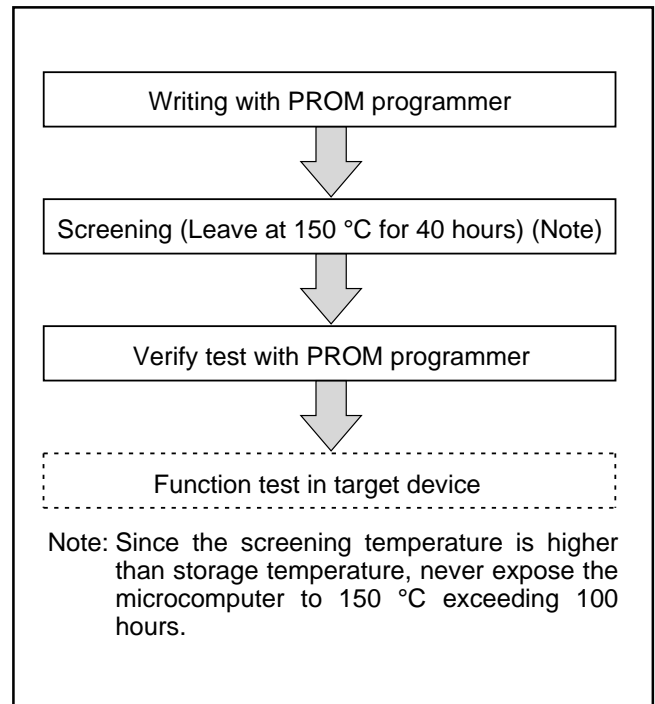 Writing with PROM programmer
Screening (Leave at 150 °C for 40 hours) (Note)
Verify test with PROM programmer
Function test in target device
Note: Since the screening temperature is higher
than storage temperature, never expose the
microcomputer to 150 °C exceeding 100
hours.